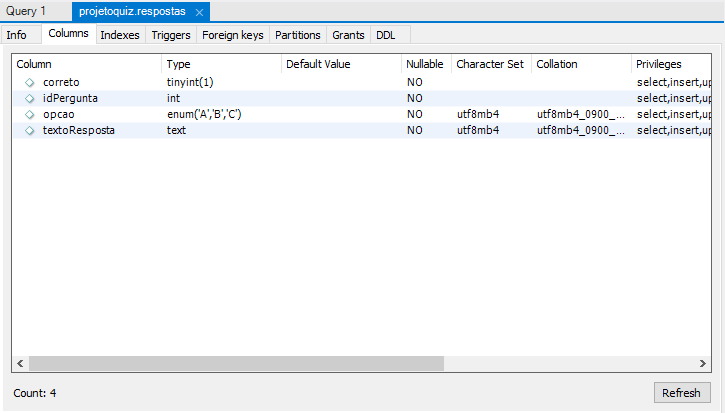 Query 1 projetoquiz.respostas ×
Info Columns Indexes Triggers Foreign keys Partitions Grants DDL
Column Type Default Value Nullable Character Set Collation Privileges
correto tinyint(1) NO select,insert,up
idPergunta int NO select,insert,up
opcao enum('A','B','C') NO utf8mb4 utf8mb4_0900_... select,insert,up
textoResposta text NO utf8mb4 utf8mb4_0900_... select,insert,up
Count: 4 Refresh